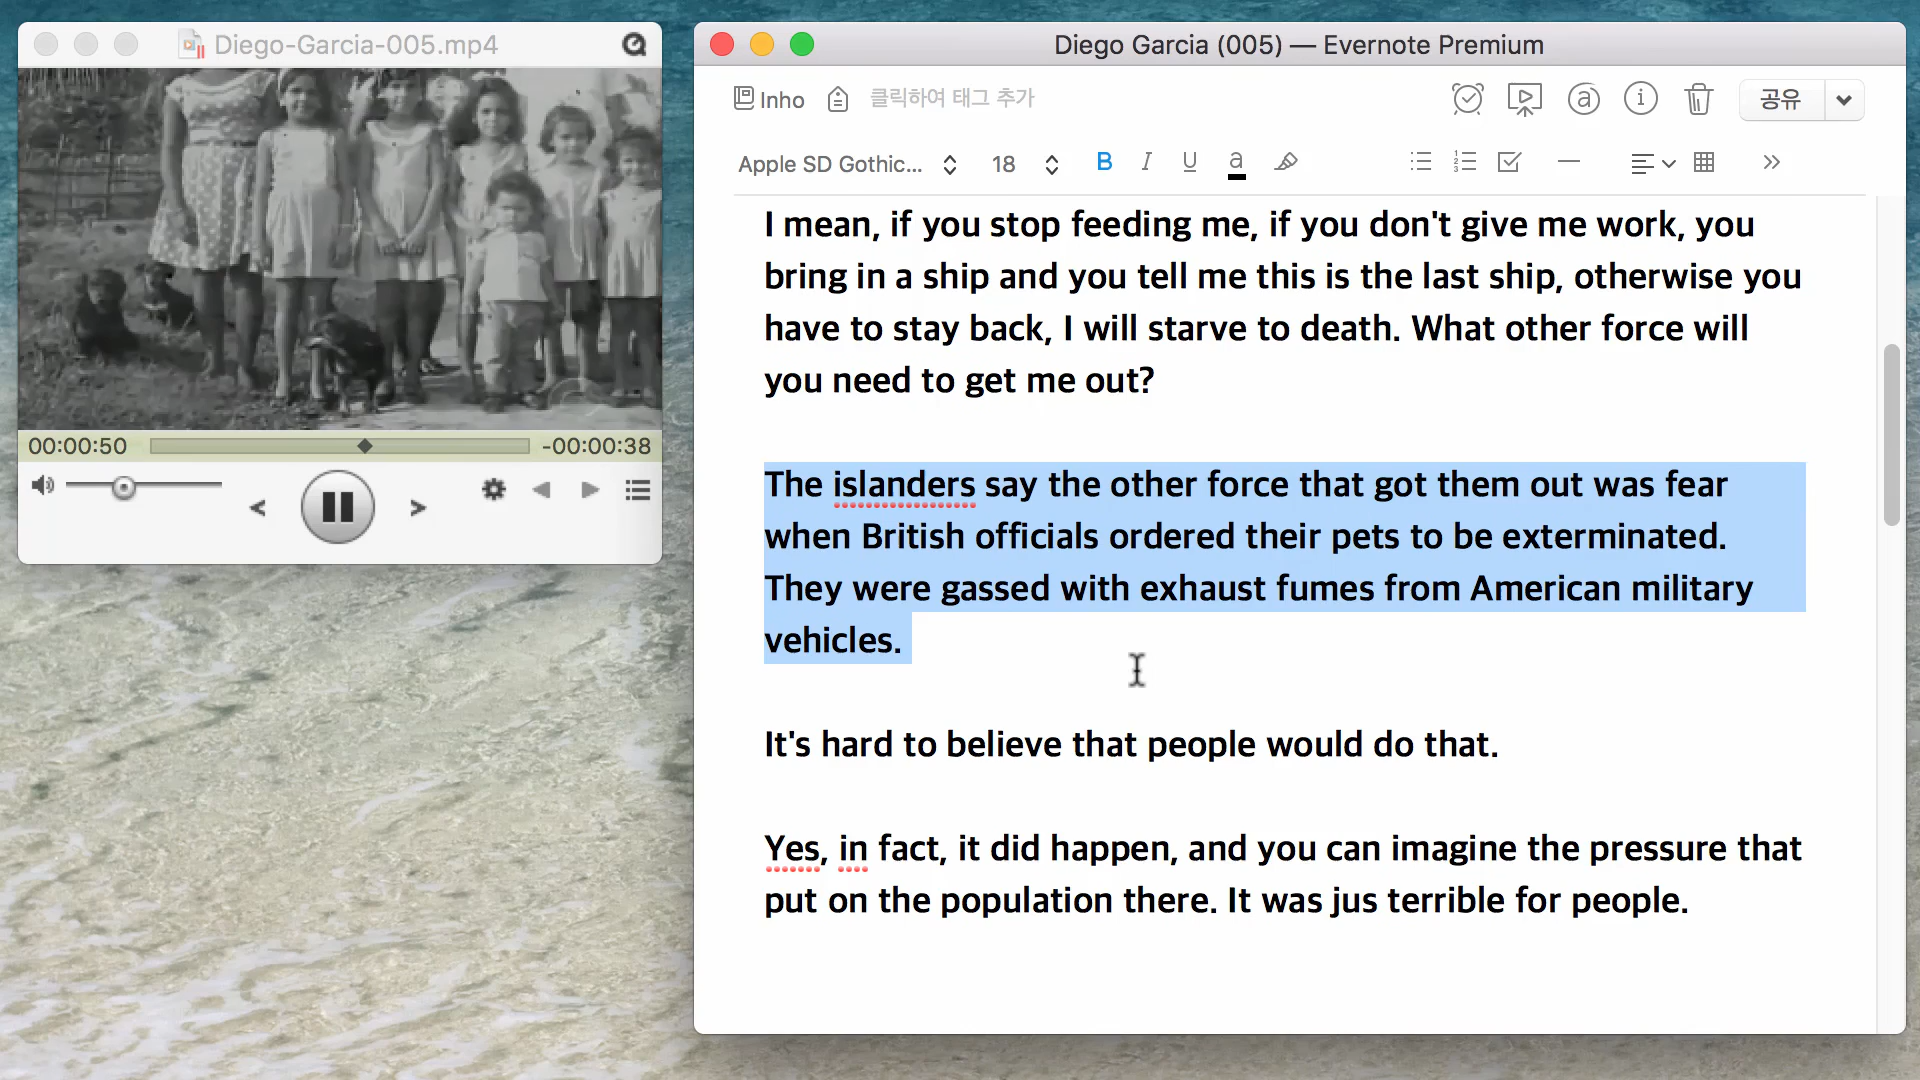 Diego-Garcia-005.mp4
00:00:50
-00:00:38
Diego Garcia (005) — Evernote Premium
Inho
클릭하여 태그 추가
공유
Apple SD Gothic...
18
B I U a
I mean, if you stop feeding me, if you don't give me work, you
bring in a ship and you tell me this is the last ship, otherwise you
have to stay back, I will starve to death. What other force will
you need to get me out?
The islanders say the other force that got them out was fear
when British officials ordered their pets to be exterminated.
They were gassed with exhaust fumes from American military
vehicles.
It's hard to believe that people would do that.
Yes, in fact, it did happen, and you can imagine the pressure that
put on the population there. It was jus terrible for people.